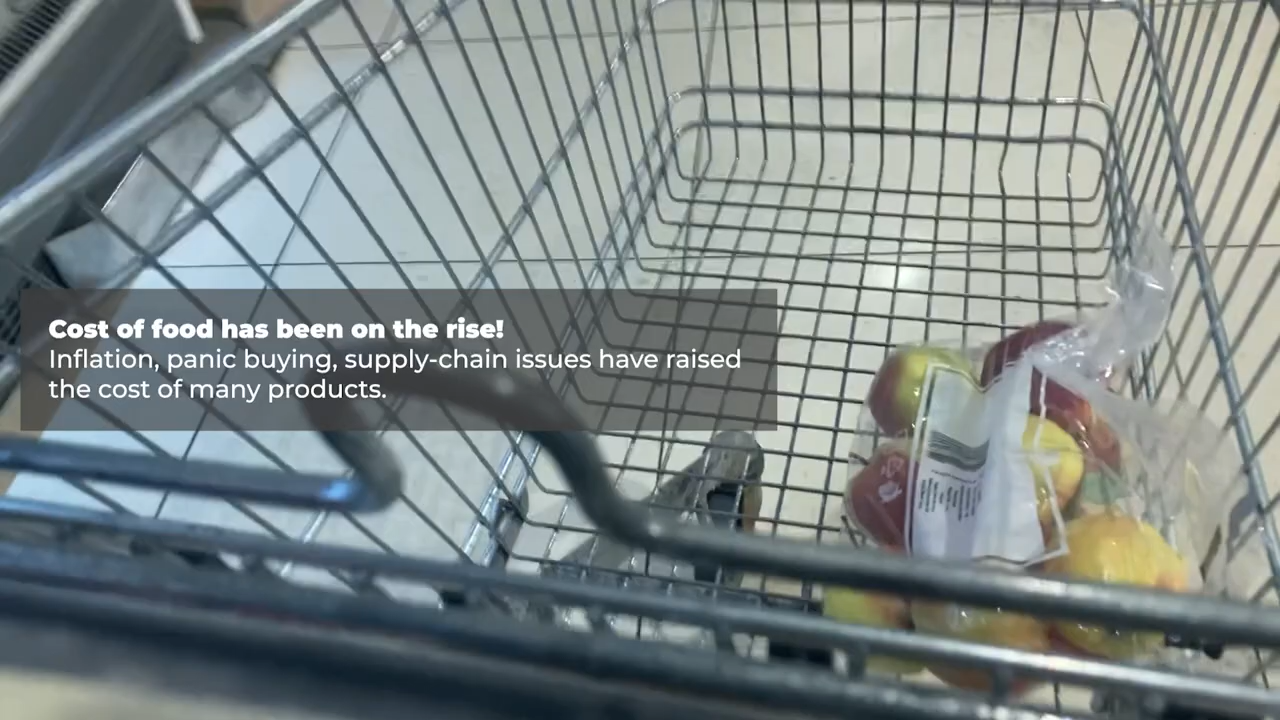 Cost of food has been on the rise!
Inflation, panic buying, supply-chain issues have raised
the cost of many products.